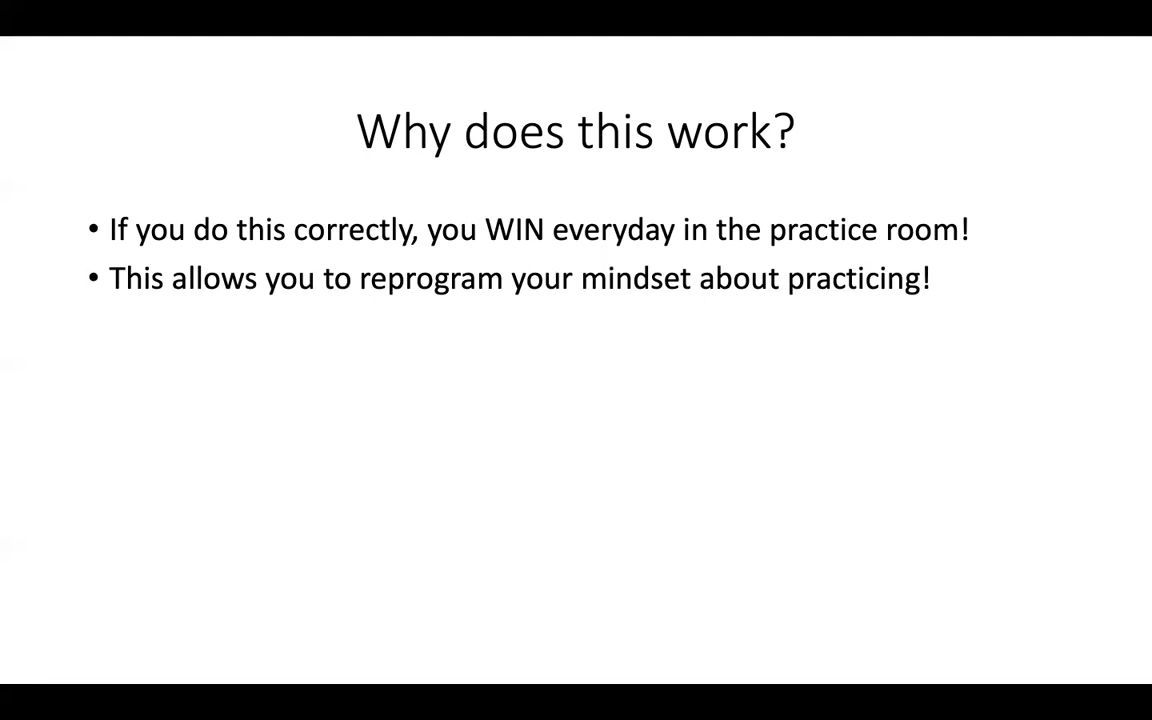 Why does this work?
• If you do this correctly, you WIN everyday in the practice room!
• This allows you to reprogram your mindset about practicing!